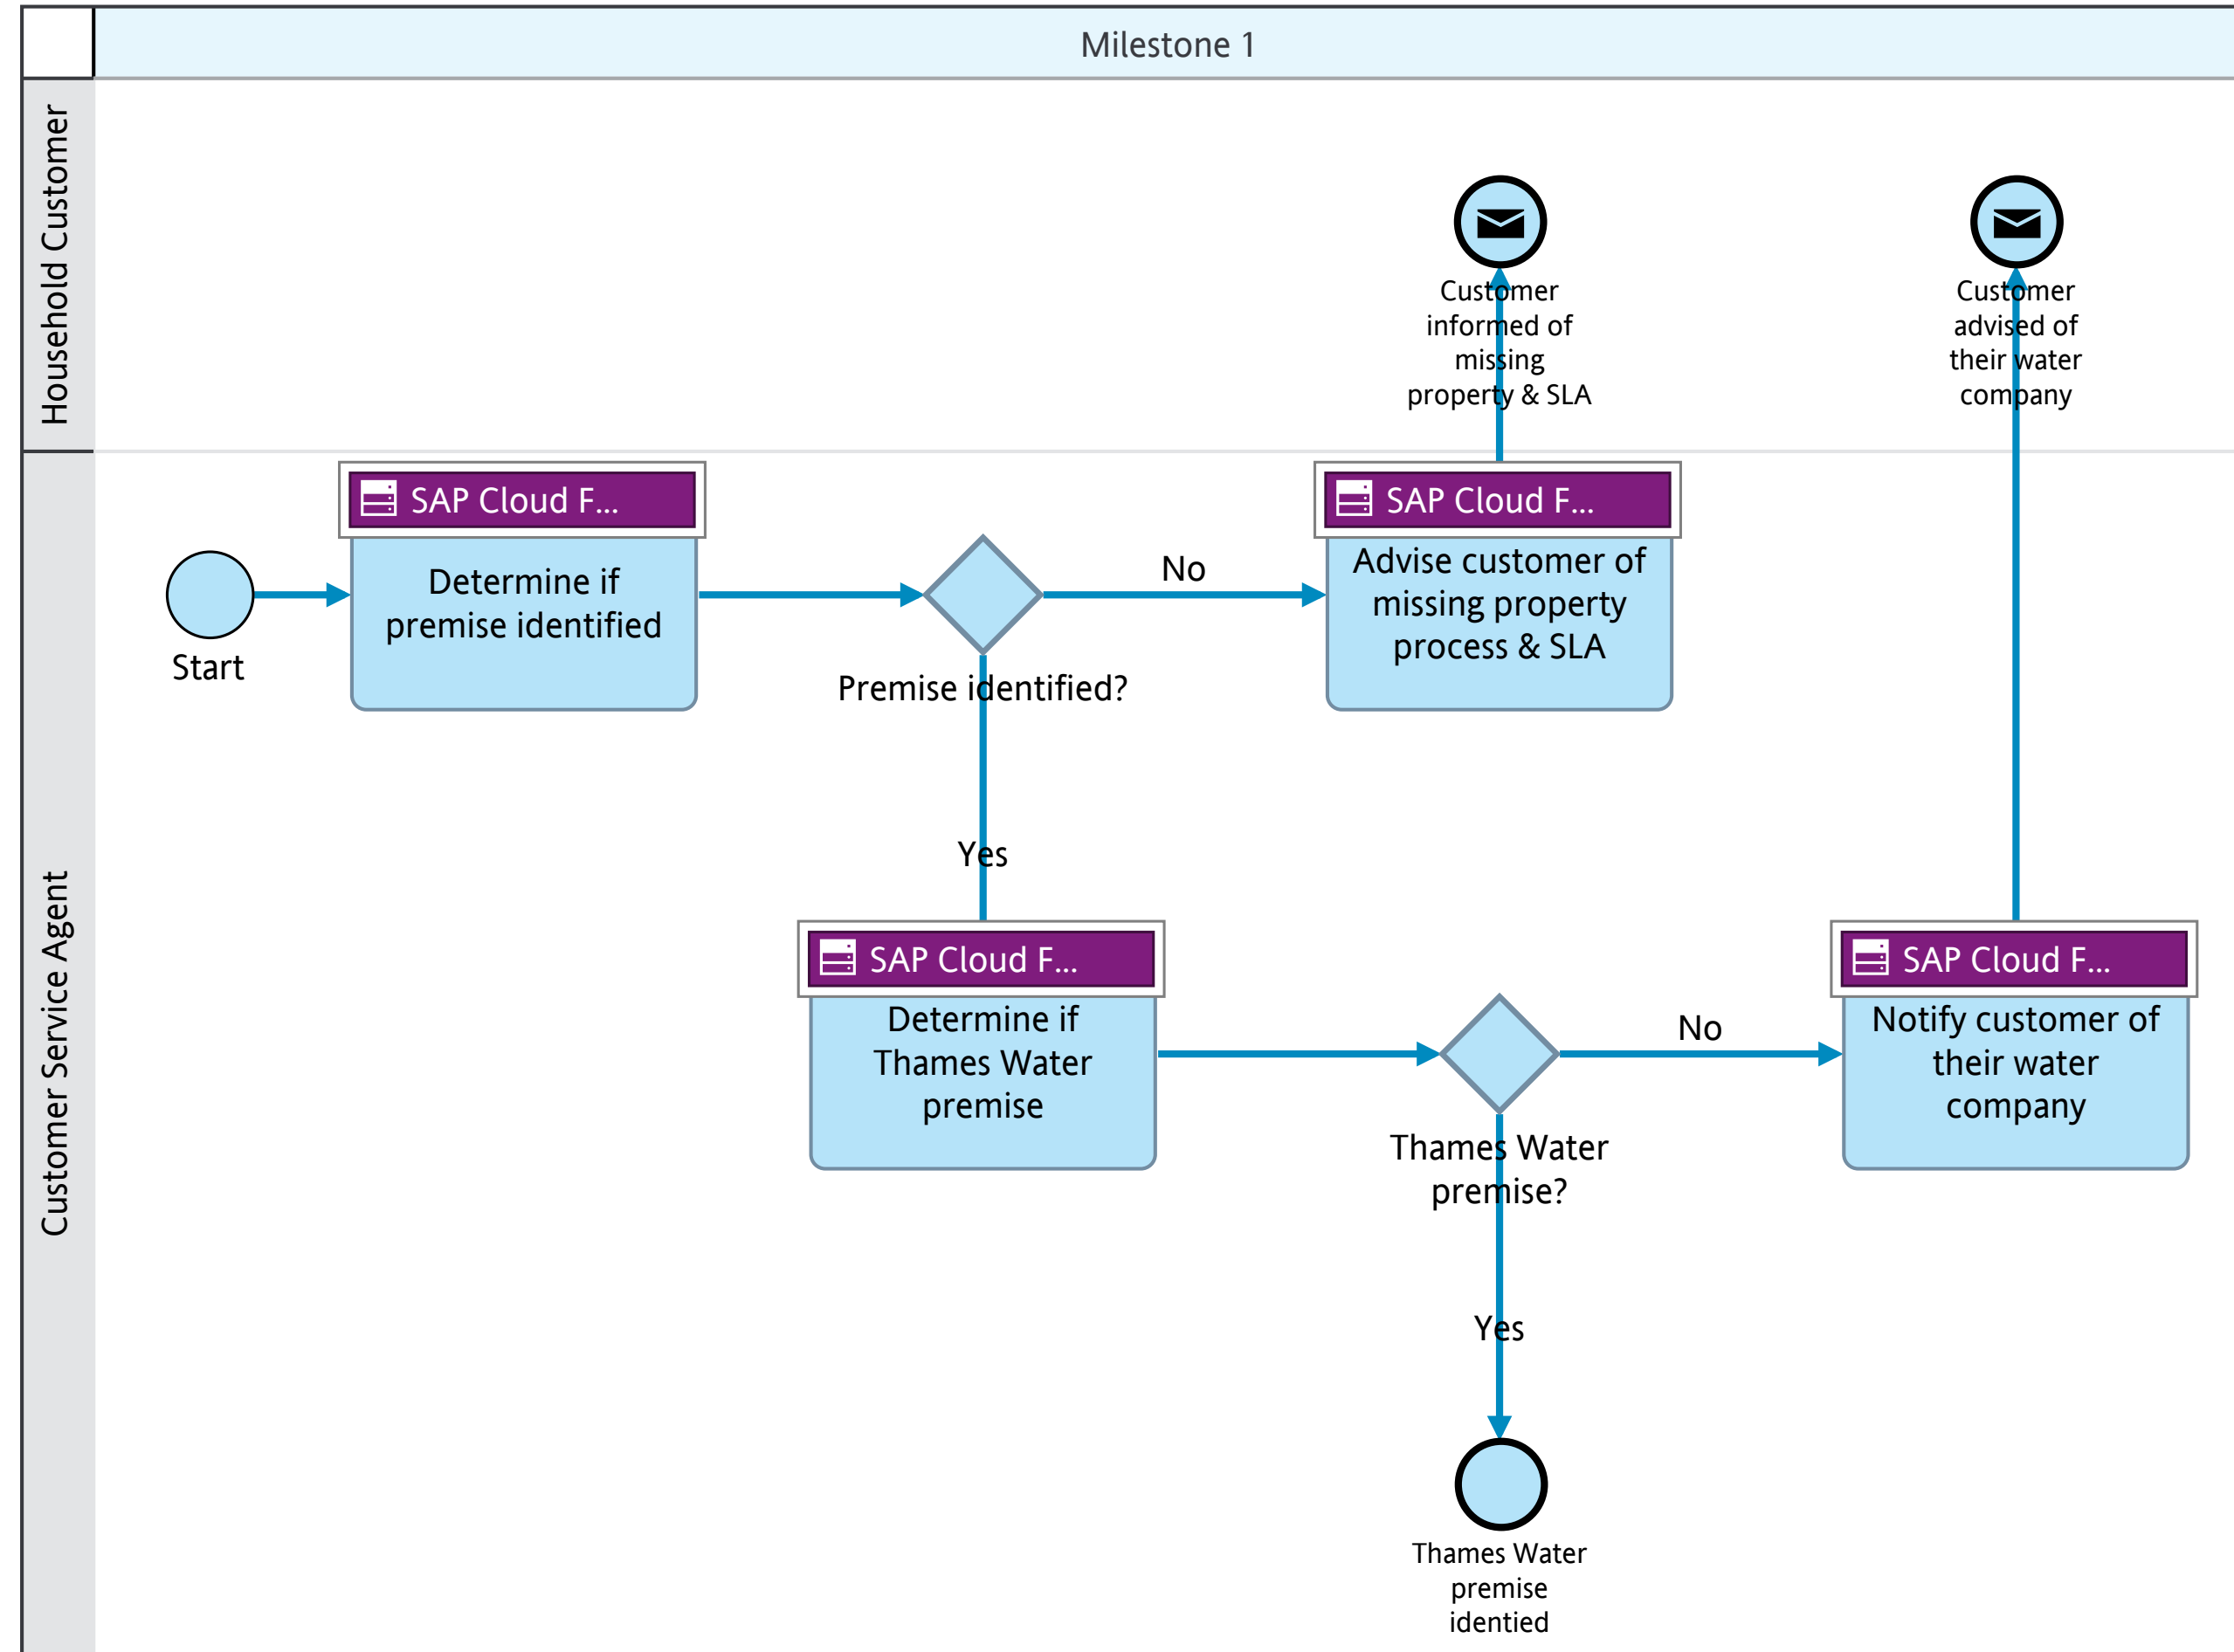 Milestone 1
Household Customer
Customer
informed of
missing
property & SLA
Customer
advised of
their water
company
Customer Service Agent
Start
SAP Cloud F...
Determine if
premise identified
Premise identified?
No
SAP Cloud F...
Advise customer of
missing property
process & SLA
Yes
SAP Cloud F...
Determine if
Thames Water
premise
Thames Water
premise?
No
SAP Cloud F...
Notify customer of
their water
company
Yes
Thames Water
premise
identied